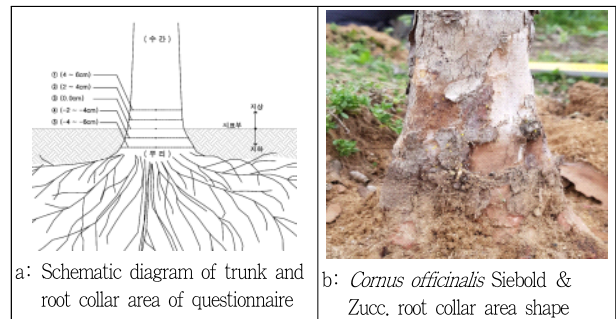 (수간)
① (4 ~ 6cm)
② (2 ~ 4cm)
③ (0.0cm)
④ (-2 ~ -4cm)
⑤ (-4 ~ -6cm)
지상
지표부
지하
(뿌리)
a: Schematic diagram of trunk and
root collar area of questionnaire
b: Cornus officinalis Siebold &
Zucc. root collar area shape